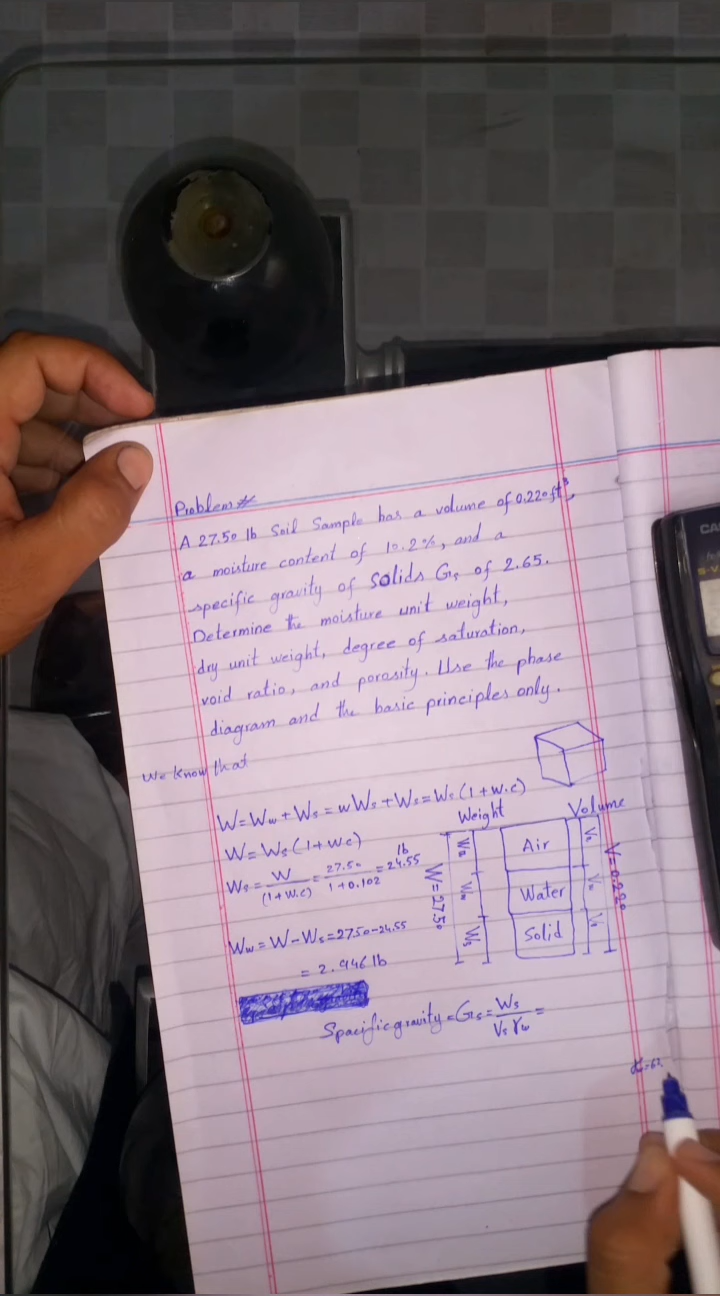 Problem #
A 27.50 lb Soil Sample has a volume of 0.220 ft³,
a moisture content of 10.2%, and a
specific gravity of solids Gs of 2.65.
Determine the moisture unit weight,
dry unit weight, degree of saturation,
void ratio, and porosity. Use the phase
diagram and the basic principles only.
We know that
W = Ww + Ws = wWs + Ws = Ws (1 + w.c)
W = Ws (1 + wc)
Ws = W/(1 + w.c) = 27.50/1 + 0.102 = 24.55 lb
Ww = W - Ws = 27.50 - 24.55
= 2.946 lb
Weight Volume
Air
Water
Solid
W = 27.50
Ww
Ws
V = 0.220
Spacific gravity = Gs = Ws/Vs γw =
CAS